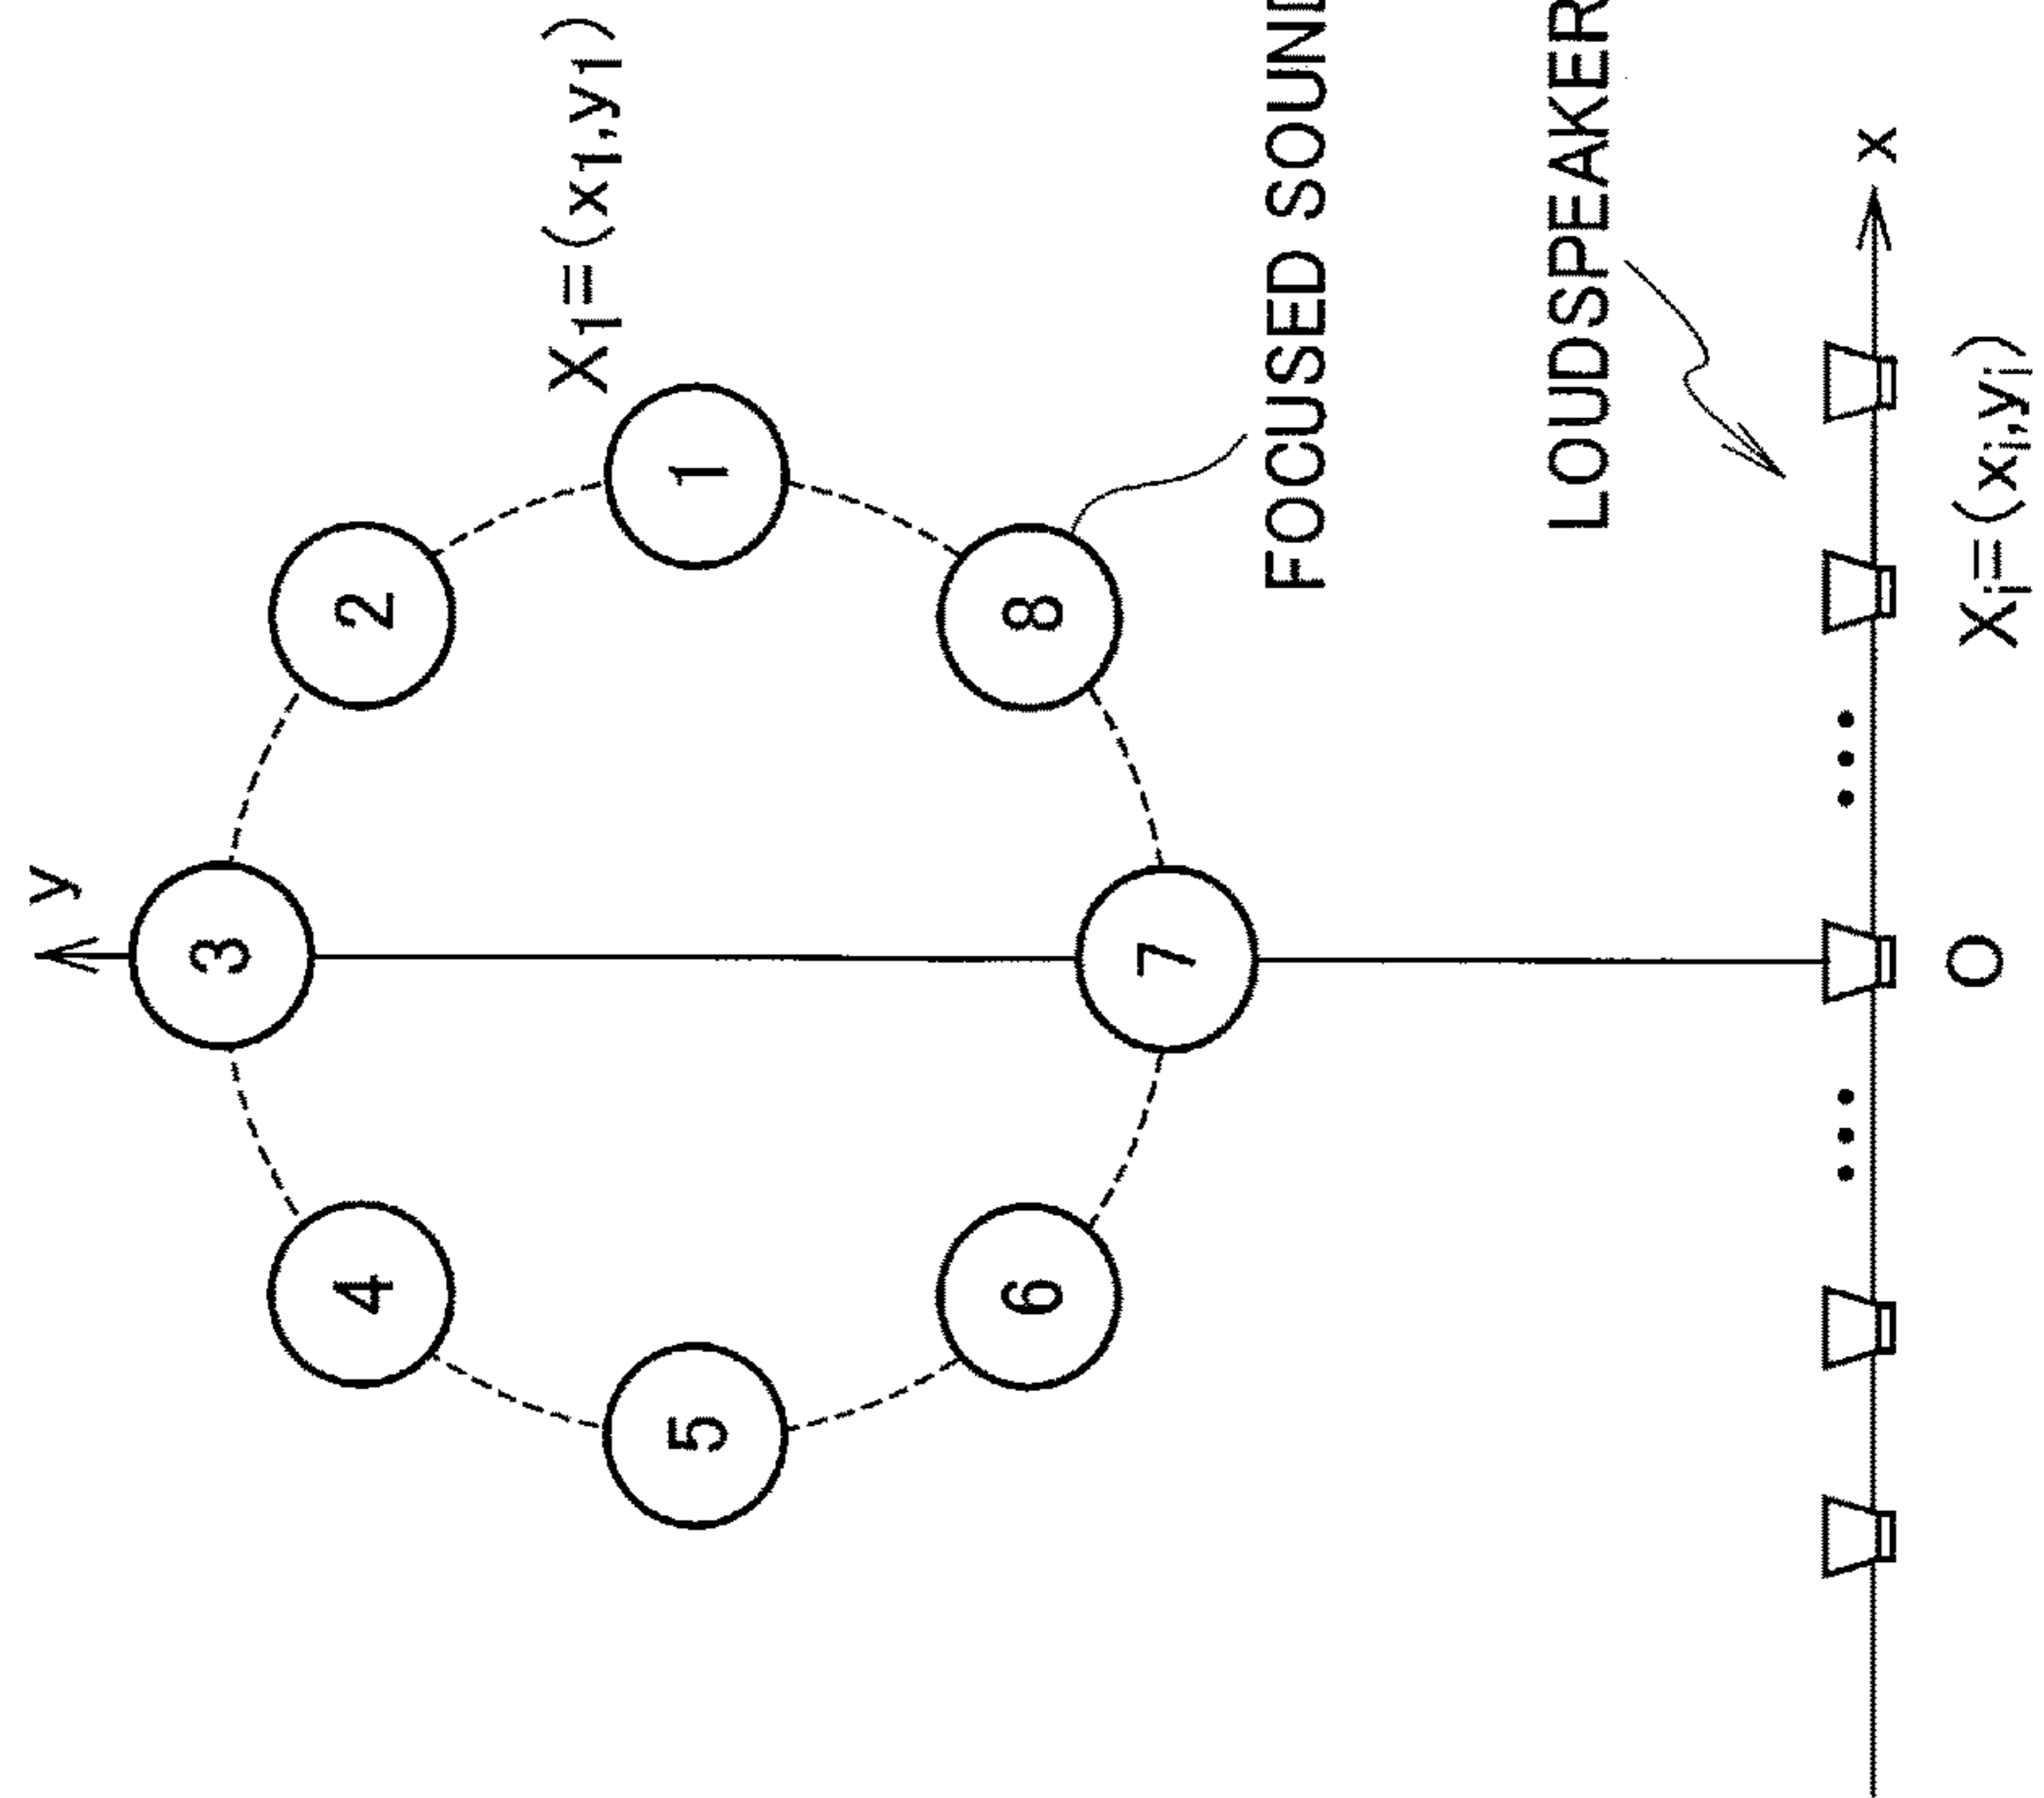 y
3
4
2
5
1
X1=(x1,y1)
6
8
7
FOCUSED SOUND
LOUDSPEAKER
x
O
Xi=(xi,yi)